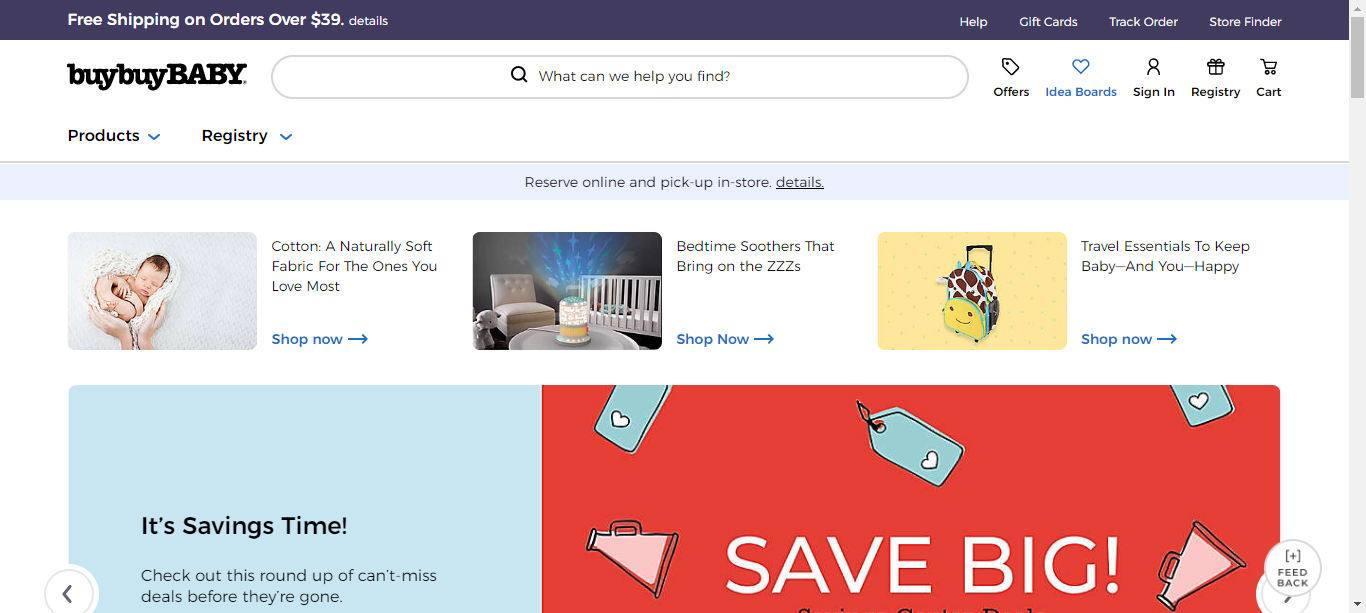 Free Shipping on Orders Over $39. details
Help
Gift Cards
Track Order
Store Finder
buybuyBABY
What can we help you find?
Offers
Idea Boards
Sign In
Registry
Cart
Products
Registry
Reserve online and pick-up in-store. details.
Cotton: A Naturally Soft
Fabric For The Ones You
Love Most
Shop now
Bedtime Soothers That
Bring on the ZZZs
Shop Now
Travel Essentials To Keep
Baby—And You—Happy
Shop now
It's Savings Time!
Check out this round up of can't-miss
deals before they're gone.
SAVE BIG!
[+]
FEED
BACK